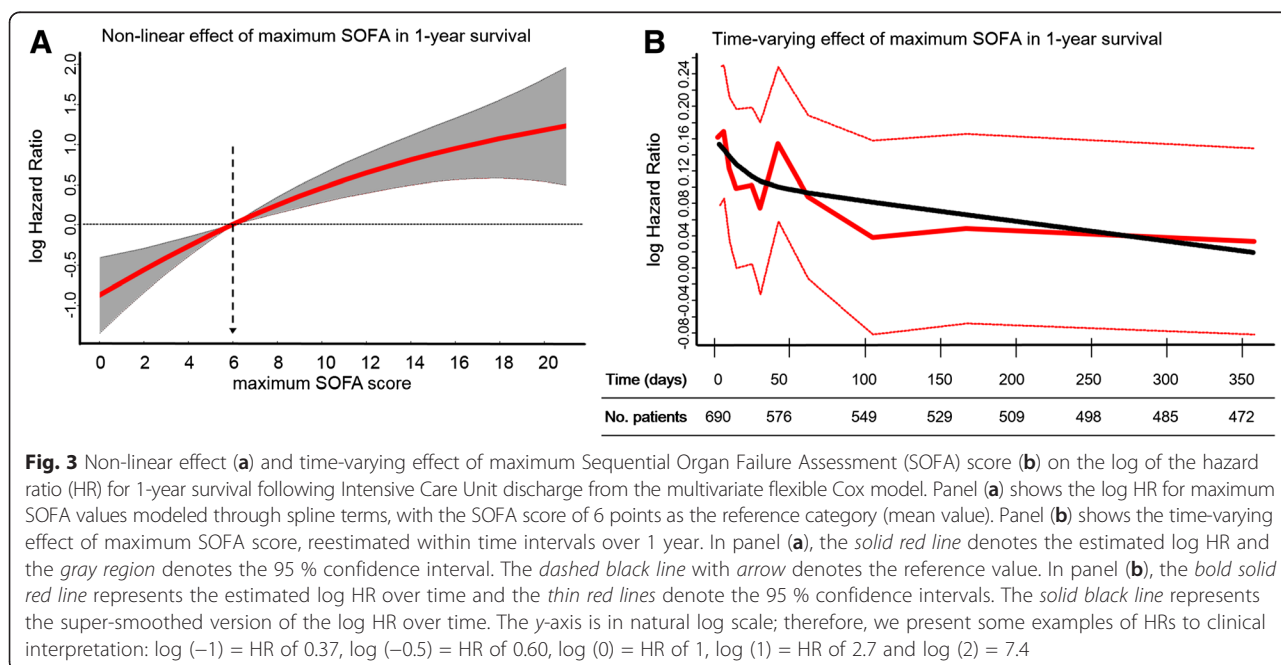 A
Non-linear effect of maximum SOFA in 1-year survival
log Hazard Ratio
2.0
1.5
1.0
0.5
0.0
-0.5
-1.0
0 2 4 6 8 10 12 14 16 18 20
maximum SOFA score
B
Time-varying effect of maximum SOFA in 1-year survival
log Hazard Ratio
0.24
0.20
0.16
0.12
0.08
0.04
0.00
-0.04
-0.08
Time (days) 0 50 100 150 200 250 300 350
No. patients 690 576 549 529 509 498 485 472
Fig. 3 Non-linear effect (a) and time-varying effect of maximum Sequential Organ Failure Assessment (SOFA) score (b) on the log of the hazard
ratio (HR) for 1-year survival following Intensive Care Unit discharge from the multivariate flexible Cox model. Panel (a) shows the log HR for maximum
SOFA values modeled through spline terms, with the SOFA score of 6 points as the reference category (mean value). Panel (b) shows the time-varying
effect of maximum SOFA score, reestimated within time intervals over 1 year. In panel (a), the solid red line denotes the estimated log HR and
the gray region denotes the 95 % confidence interval. The dashed black line with arrow denotes the reference value. In panel (b), the bold solid
red line represents the estimated log HR over time and the thin red lines denote the 95 % confidence intervals. The solid black line represents
the super-smoothed version of the log HR over time. The y-axis is in natural log scale; therefore, we present some examples of HRs to clinical
interpretation: log (−1) = HR of 0.37, log (−0.5) = HR of 0.60, log (0) = HR of 1, log (1) = HR of 2.7 and log (2) = 7.4